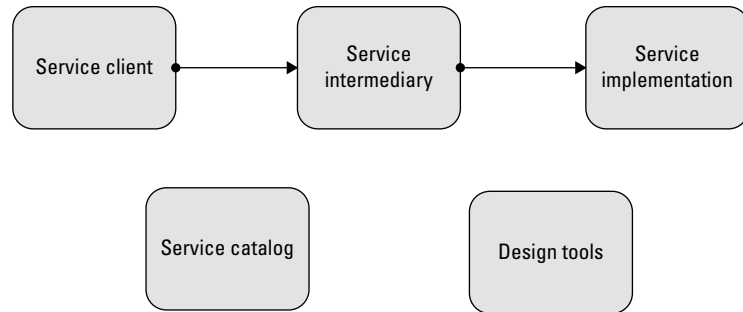 Service client
Service
intermediary
Service
implementation
Service catalog
Design tools